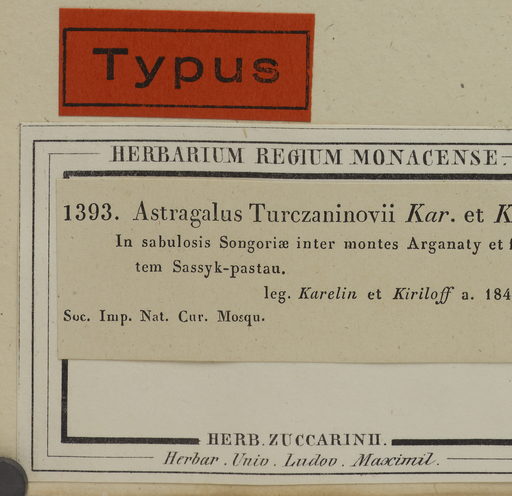 Typus
HERBARIUM REGIUM MONACENSE.
1393. Astragalus Turczaninovii Kar. et K
In sabulosis Songoriæ inter montes Arganaty et
tem Sassyk-pastau.
leg. Karelin et Kiriloff a. 184
Soc. Imp. Nat. Cur. Mosqu.
HERB. ZUCCARINII.
Herbar. Univ. Ludov. Maximil.